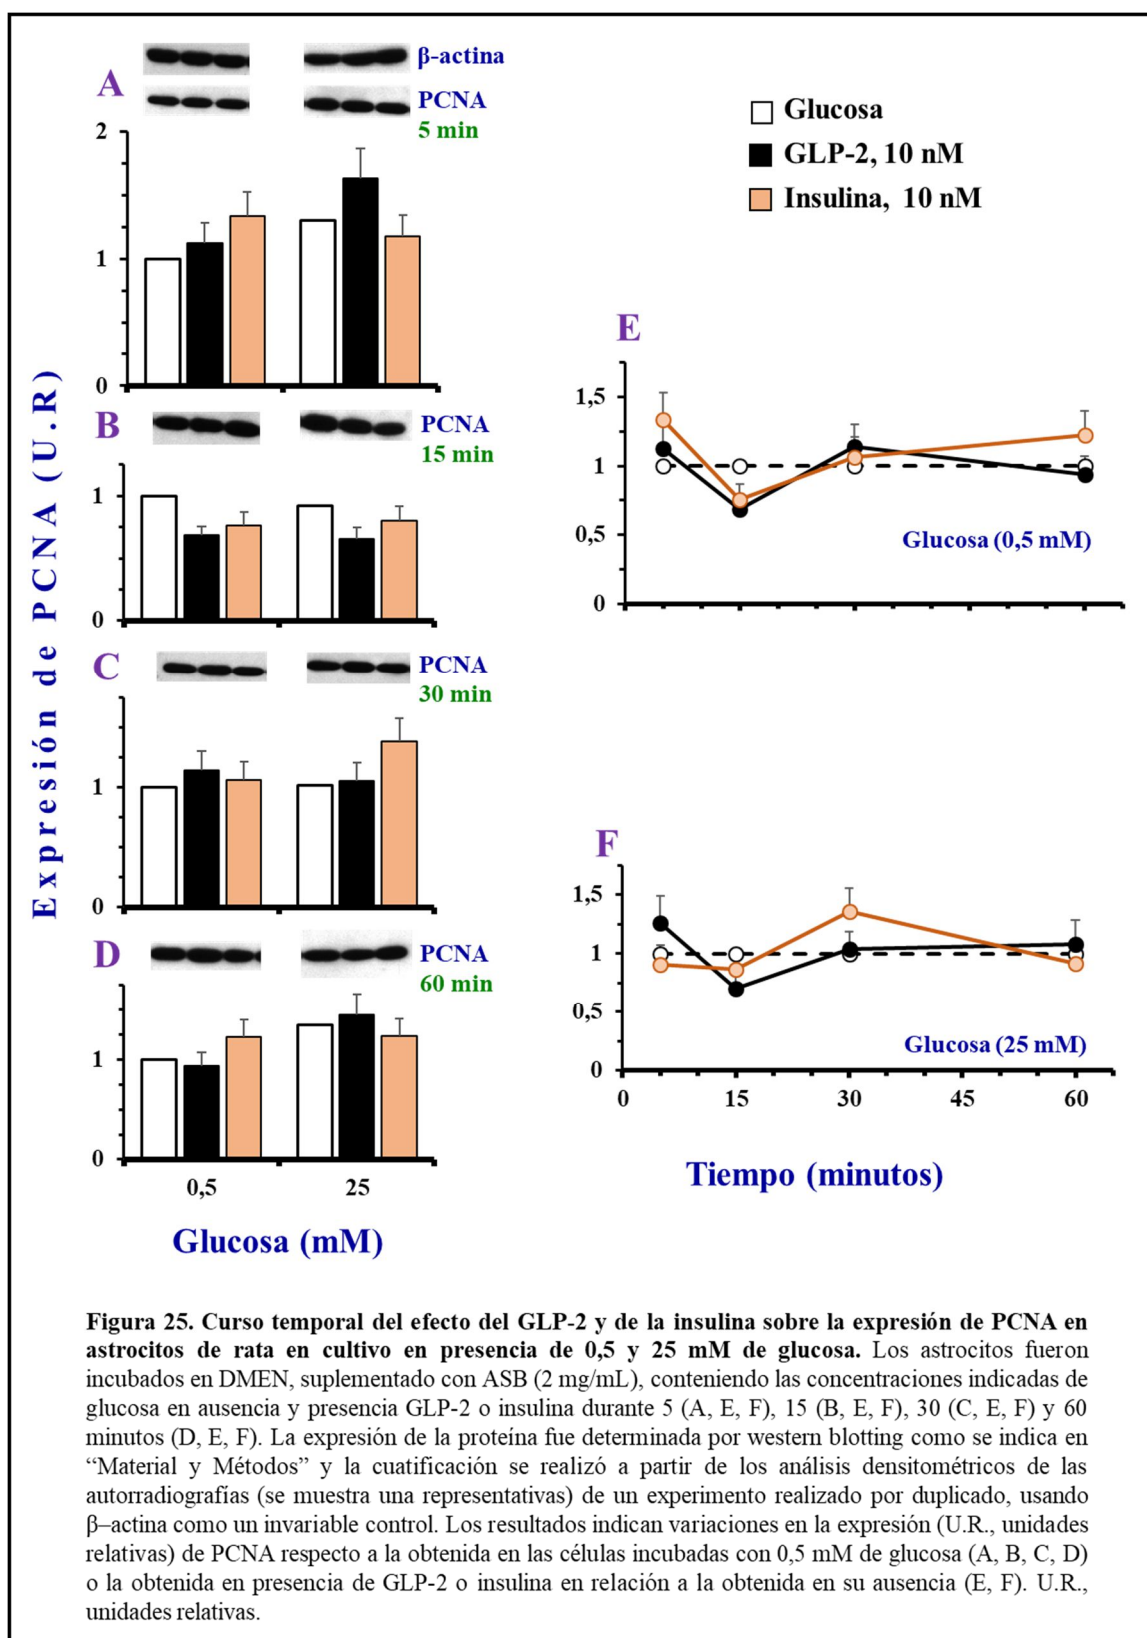 β-actina
A
PCNA
5 min
2
1
0
Glucosa
GLP-2, 10 nM
Insulina, 10 nM
Expresión de PCNA (U.R)
B
PCNA
15 min
1
0
C
PCNA
30 min
1
0
D
PCNA
60 min
1
0
0,5
25
Glucosa (mM)
E
1,5
1
0,5
0
Glucosa (0,5 mM)
F
1,5
1
0,5
0
Glucosa (25 mM)
0
15
30
45
60
Tiempo (minutos)
Figura 25. Curso temporal del efecto del GLP-2 y de la insulina sobre la expresión de PCNA en
astrocitos de rata en cultivo en presencia de 0,5 y 25 mM de glucosa. Los astrocitos fueron
incubados en DMEN, suplementado con ASB (2 mg/mL), conteniendo las concentraciones indicadas de
glucosa en ausencia y presencia GLP-2 o insulina durante 5 (A, E, F), 15 (B, E, F), 30 (C, E, F) y 60
minutos (D, E, F). La expresión de la proteína fue determinada por western blotting como se indica en
“Material y Métodos” y la cuatificación se realizó a partir de los análisis densitométricos de las
autorradiografías (se muestra una representativas) de un experimento realizado por duplicado, usando
β–actina como un invariable control. Los resultados indican variaciones en la expresión (U.R., unidades
relativas) de PCNA respecto a la obtenida en las células incubadas con 0,5 mM de glucosa (A, B, C, D)
o la obtenida en presencia de GLP-2 o insulina en relación a la obtenida en su ausencia (E, F). U.R.,
unidades relativas.